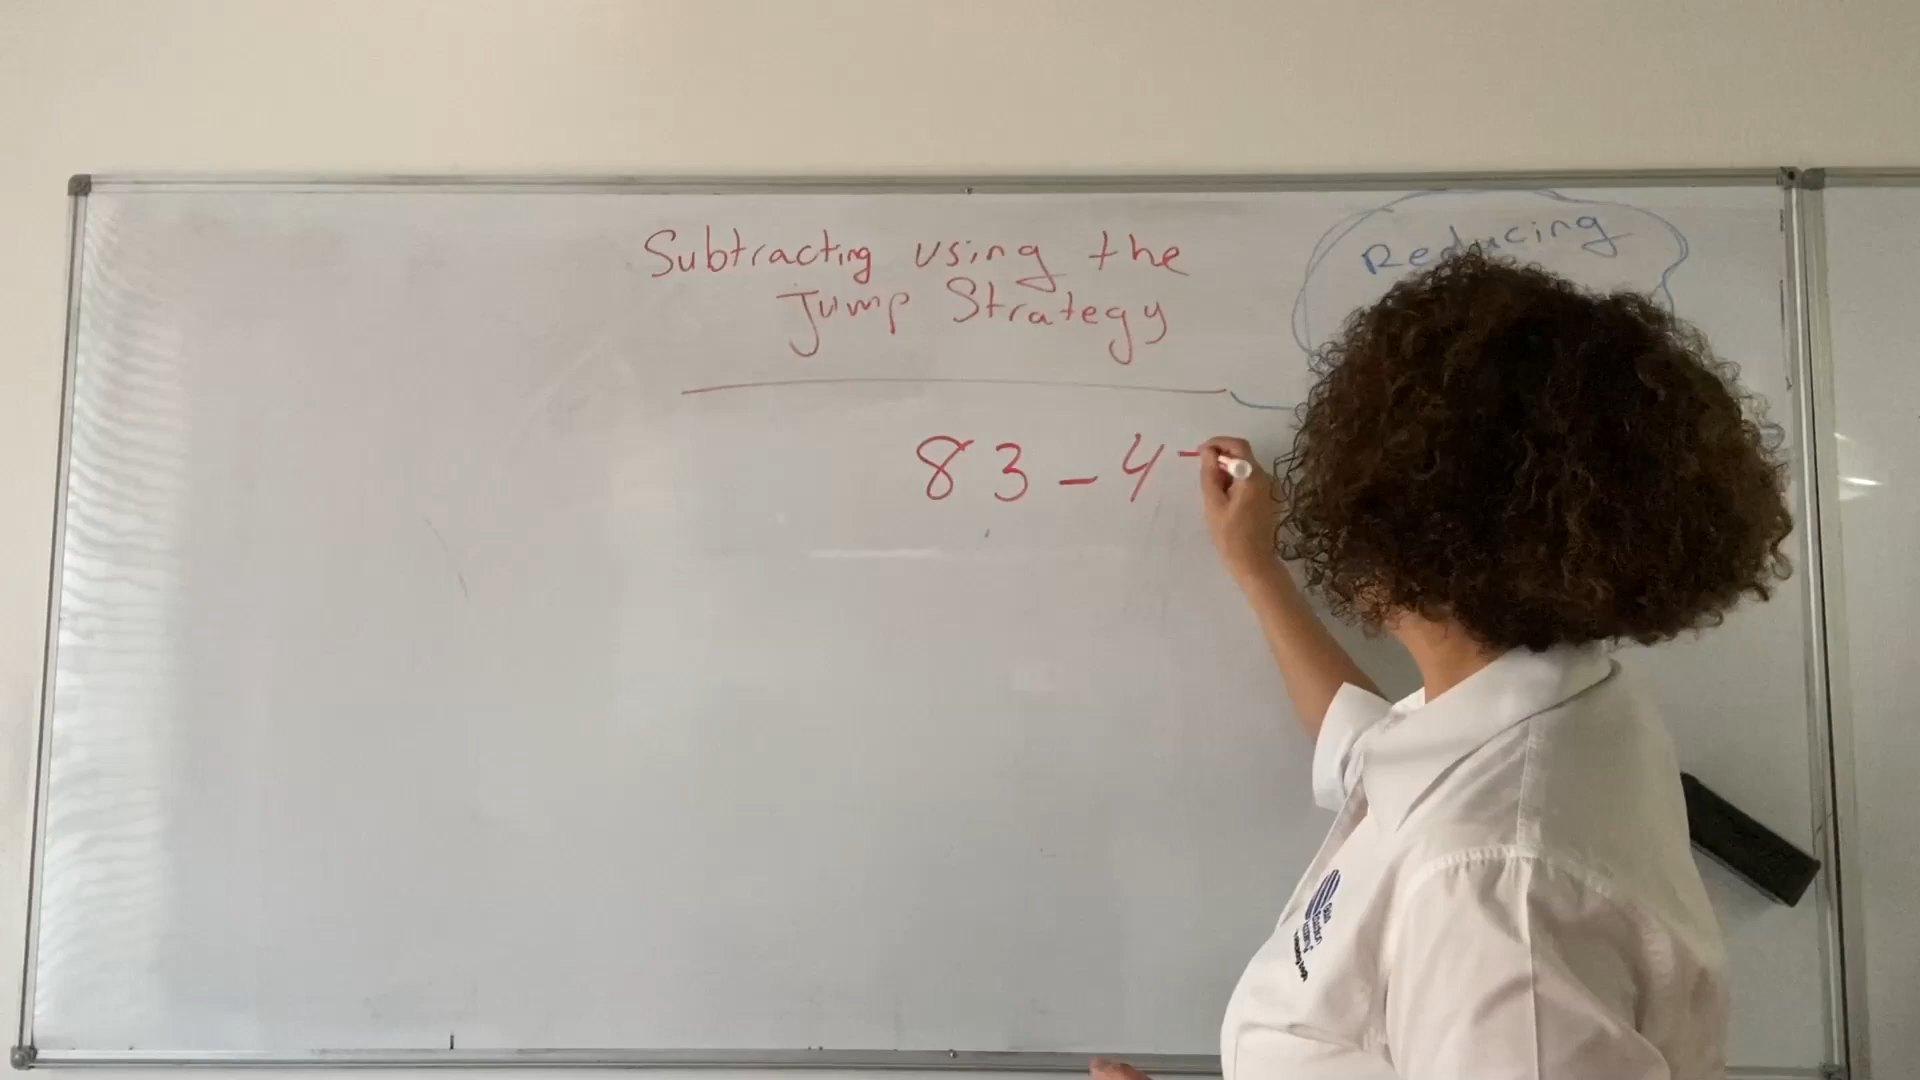 Subtracting using the
Jump Strategy
Reducing
83 - 4